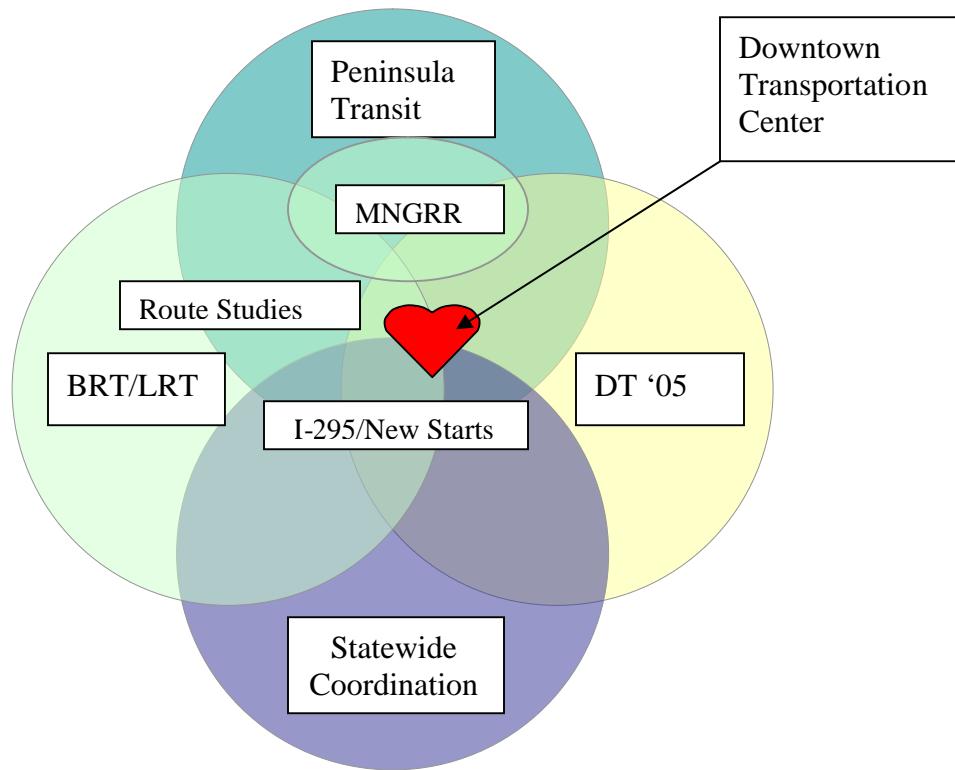 Peninsula
Transit
Downtown
Transportation
Center
MNGRR
Route Studies
BRT/LRT
DT ‘05
I-295/New Starts
Statewide
Coordination